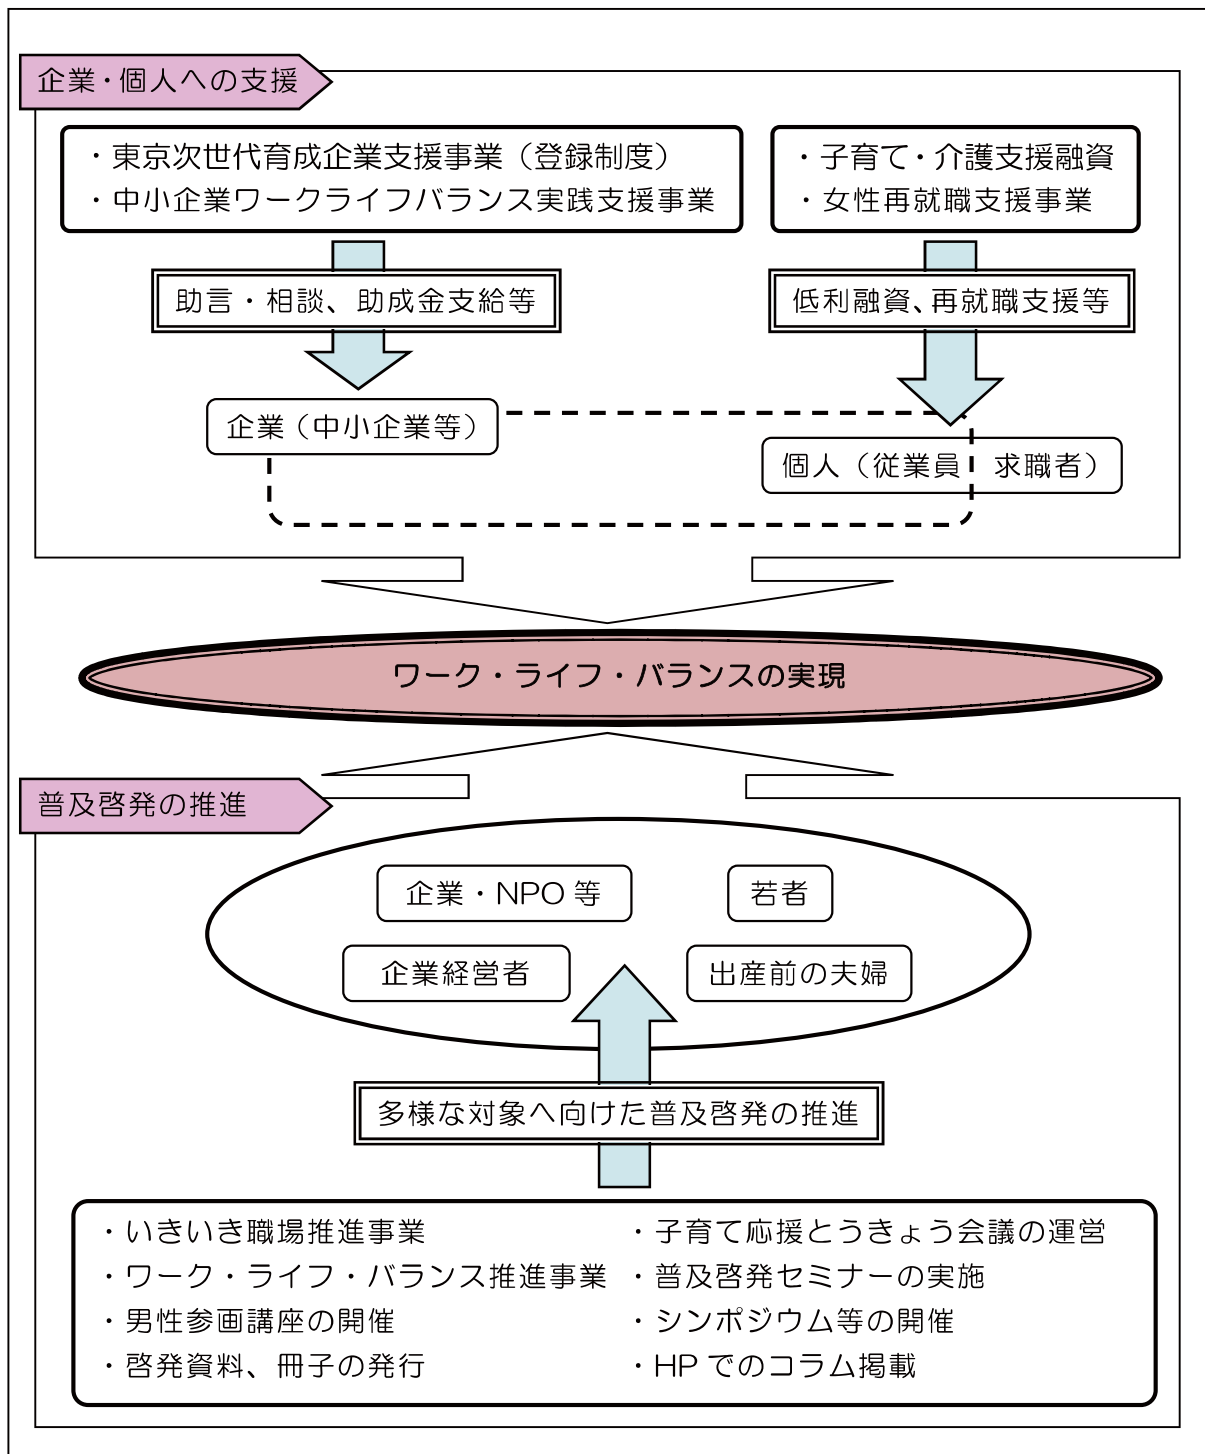 企業・個人への支援
・東京次世代育成企業支援事業（登録制度）
・中小企業ワークライフバランス実践支援事業
・子育て・介護支援融資
・女性再就職支援事業
助言・相談、助成金支給等
低利融資、再就職支援等
企業（中小企業等）
個人（従業員 求職者）
ワーク・ライフ・バランスの実現
普及啓発の推進
企業・NPO 等
若者
企業経営者
出産前の夫婦
多様な対象へ向けた普及啓発の推進
・いきいき職場推進事業
・ワーク・ライフ・バランス推進事業
・男性参画講座の開催
・啓発資料、冊子の発行
・子育て応援とうきょう会議の運営
・普及啓発セミナーの実施
・シンポジウム等の開催
・HP でのコラム掲載